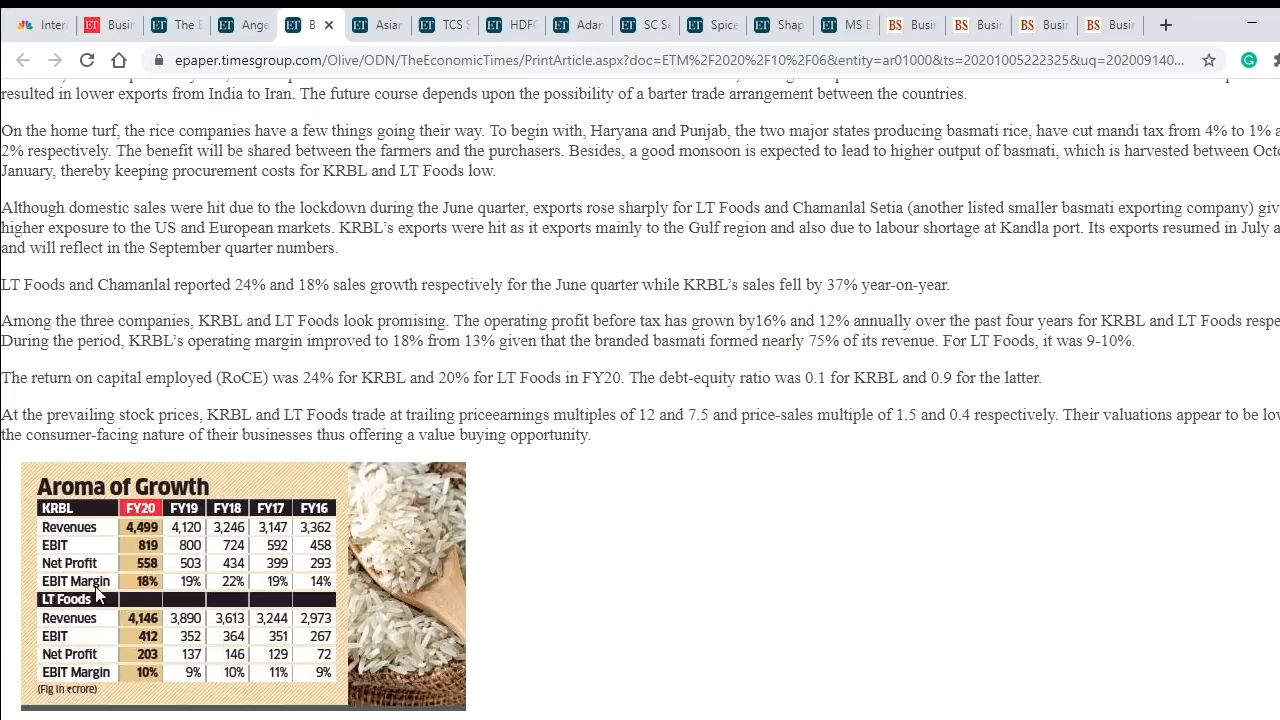 Intern
Busin
The E
Ange
B
Asian
TCS S
HDFC
Adan
SC Se
Spice
Shap
MS E
Busin
Busin
Busin
Busin
epaper.timesgroup.com/Olive/ODN/TheEconomicTimes/PrintArticle.aspx?doc=ETM%2F2020%2F10%2F06&entity=ar01000&ts=20201005222325&uq=202009140...
resulted in lower exports from India to Iran. The future course depends upon the possibility of a barter trade arrangement between the countries.
On the home turf, the rice companies have a few things going their way. To begin with, Haryana and Punjab, the two major states producing basmati rice, have cut mandi tax from 4% to 1% a
2% respectively. The benefit will be shared between the farmers and the purchasers. Besides, a good monsoon is expected to lead to higher output of basmati, which is harvested between Octo
January, thereby keeping procurement costs for KRBL and LT Foods low.
Although domestic sales were hit due to the lockdown during the June quarter, exports rose sharply for LT Foods and Chamanlal Setia (another listed smaller basmati exporting company) giv
higher exposure to the US and European markets. KRBL’s exports were hit as it exports mainly to the Gulf region and also due to labour shortage at Kandla port. Its exports resumed in July a
and will reflect in the September quarter numbers.
LT Foods and Chamanlal reported 24% and 18% sales growth respectively for the June quarter while KRBL’s sales fell by 37% year-on-year.
Among the three companies, KRBL and LT Foods look promising. The operating profit before tax has grown by16% and 12% annually over the past four years for KRBL and LT Foods respe
During the period, KRBL’s operating margin improved to 18% from 13% given that the branded basmati formed nearly 75% of its revenue. For LT Foods, it was 9-10%.
The return on capital employed (RoCE) was 24% for KRBL and 20% for LT Foods in FY20. The debt-equity ratio was 0.1 for KRBL and 0.9 for the latter.
At the prevailing stock prices, KRBL and LT Foods trade at trailing priceearnings multiples of 12 and 7.5 and price-sales multiple of 1.5 and 0.4 respectively. Their valuations appear to be lov
the consumer-facing nature of their businesses thus offering a value buying opportunity.
Aroma of Growth
KRBL FY20 FY19 FY18 FY17 FY16
Revenues 4,499 4,120 3,246 3,147 3,362
EBIT 819 800 724 592 458
Net Profit 558 503 434 399 293
EBIT Margin 18% 19% 22% 19% 14%
LT Foods
Revenues 4,146 3,890 3,613 3,244 2,973
EBIT 412 352 364 351 267
Net Profit 203 137 146 129 72
EBIT Margin 10% 9% 10% 11% 9%
(Fig in ₹crore)